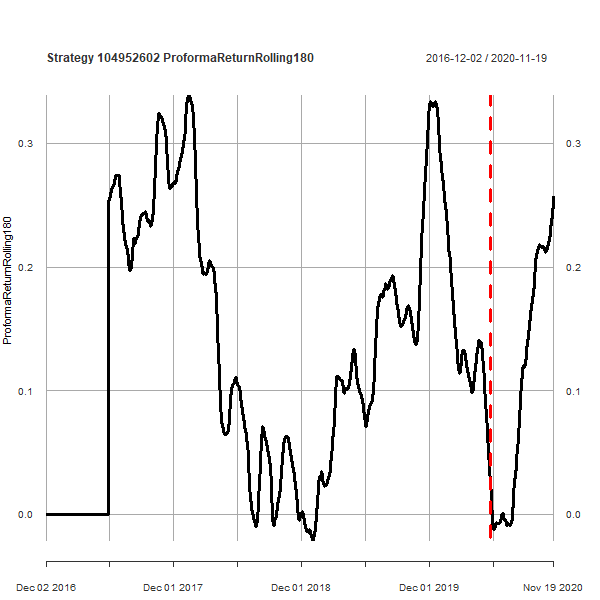 Strategy 104952602 ProformaReturnRolling180
2016-12-02 / 2020-11-19
ProformaReturnRolling180
0.3
0.2
0.1
0.0
0.3
0.2
0.1
0.0
Dec 02 2016
Dec 01 2017
Dec 01 2018
Dec 01 2019
Nov 19 2020